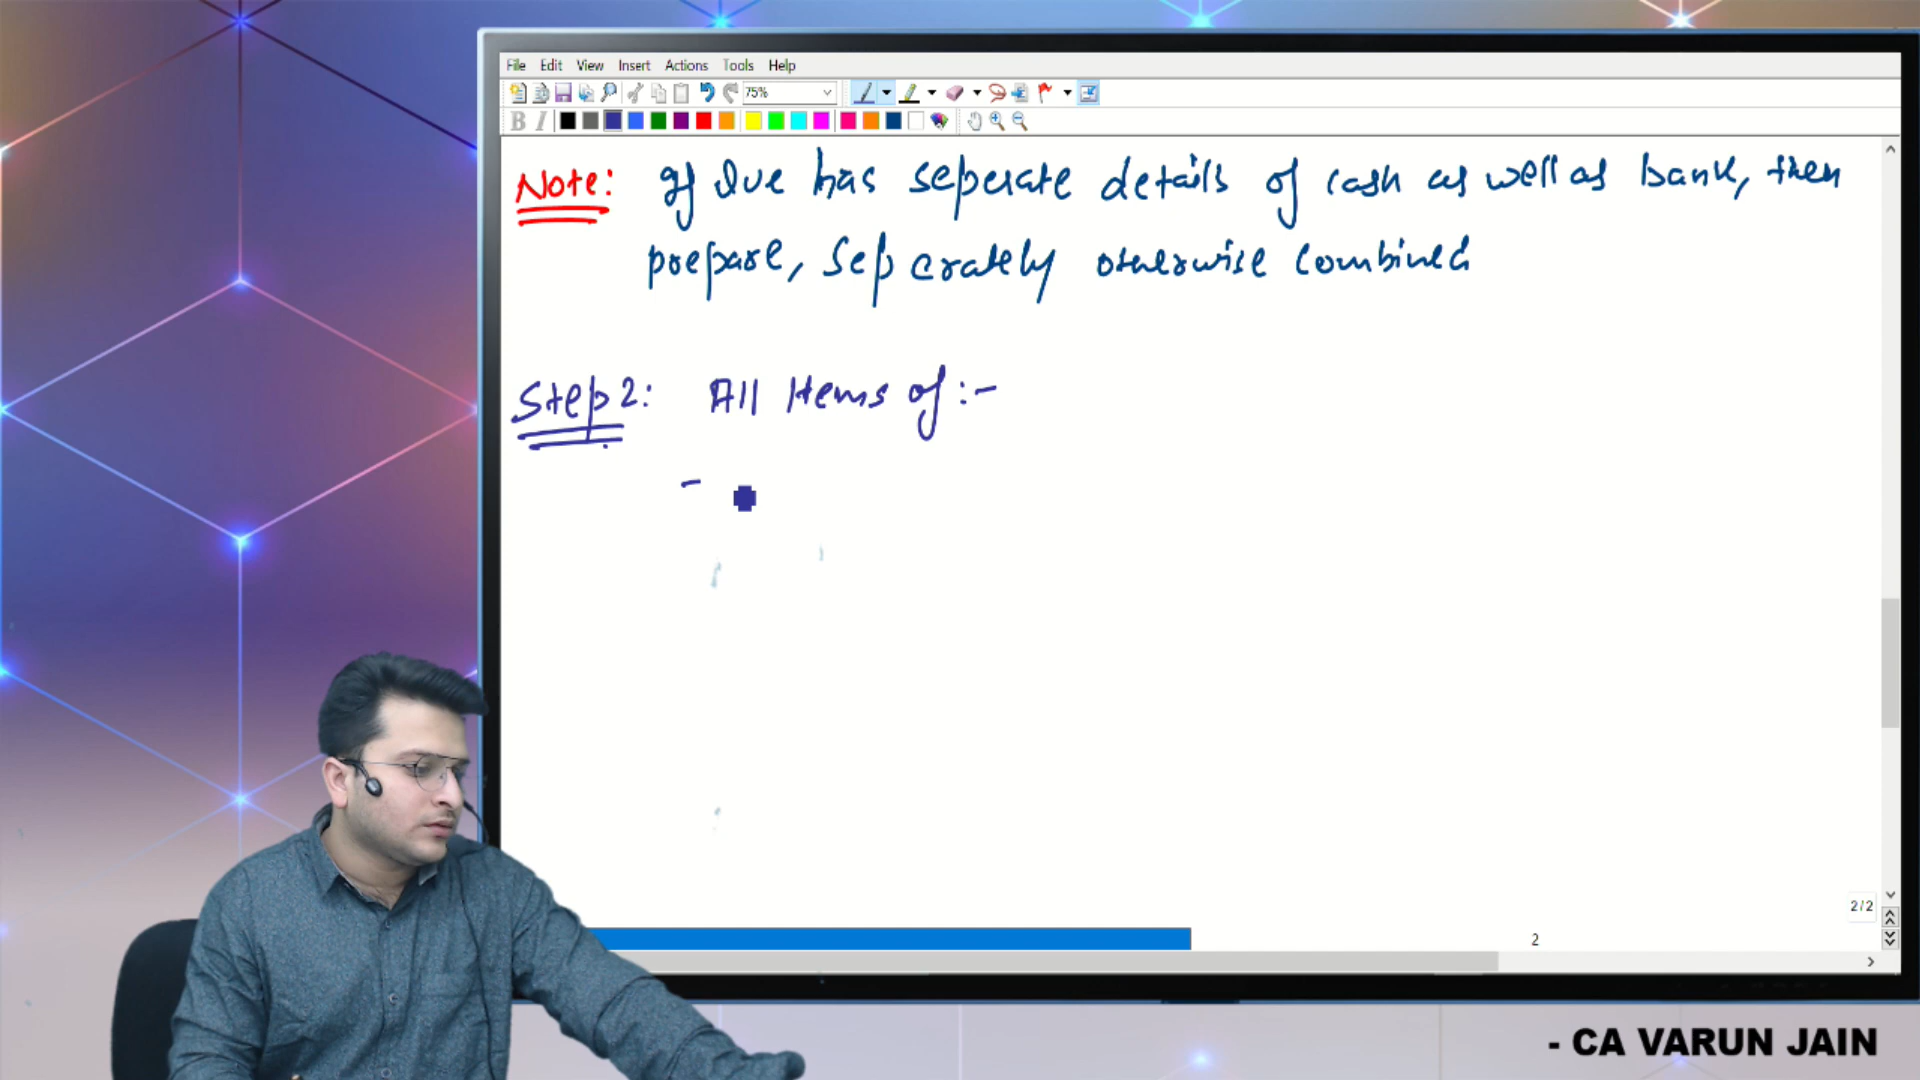 File Edit View Insert Actions Tools Help
75%
B I
Note: If Que has seperate details of cash as well as bank, then
prepare, Seperately otherwise combined
Step 2: All Items of :-
-
2/2
2
- CA VARUN JAIN